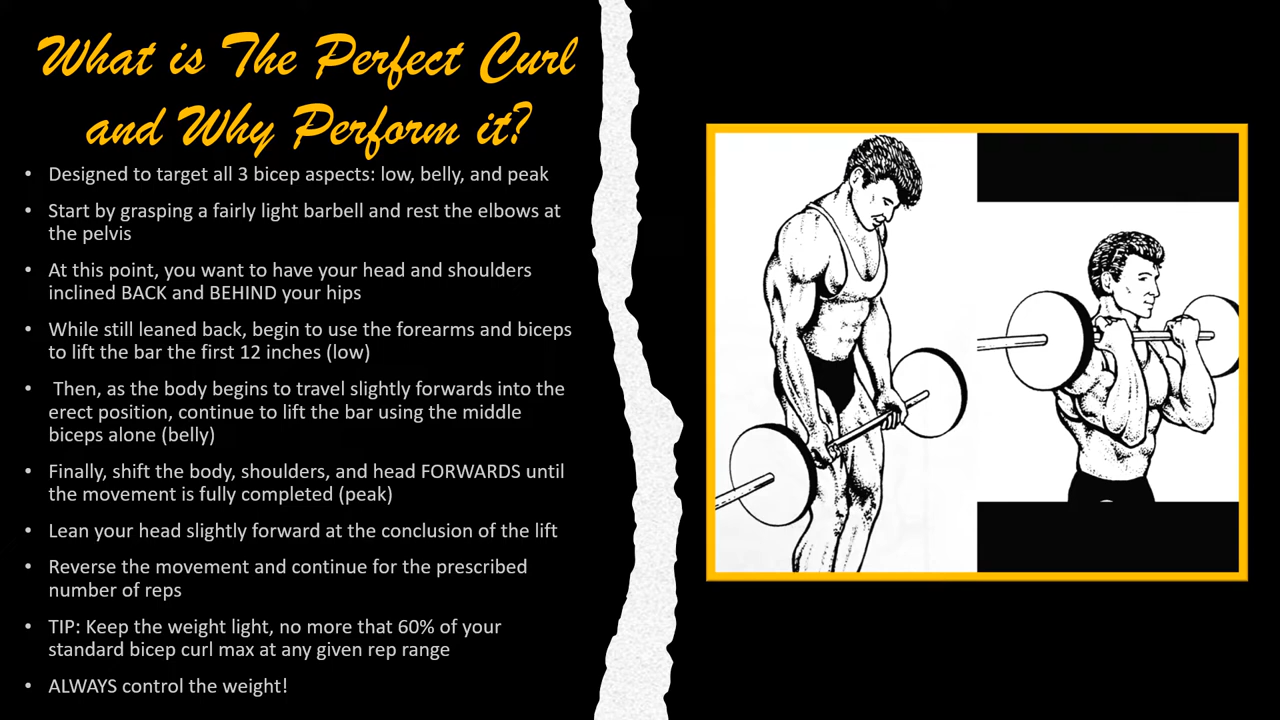 What is The Perfect Curl
and Why Perform it?
• Designed to target all 3 bicep aspects: low, belly, and peak
• Start by grasping a fairly light barbell and rest the elbows at
the pelvis
• At this point, you want to have your head and shoulders
inclined BACK and BEHIND your hips
• While still leaned back, begin to use the forearms and biceps
to lift the bar the first 12 inches (low)
• Then, as the body begins to travel slightly forwards into the
erect position, continue to lift the bar using the middle
biceps alone (belly)
• Finally, shift the body, shoulders, and head FORWARDS until
the movement is fully completed (peak)
• Lean your head slightly forward at the conclusion of the lift
• Reverse the movement and continue for the prescribed
number of reps
• TIP: Keep the weight light, no more that 60% of your
standard bicep curl max at any given rep range
• ALWAYS control the weight!